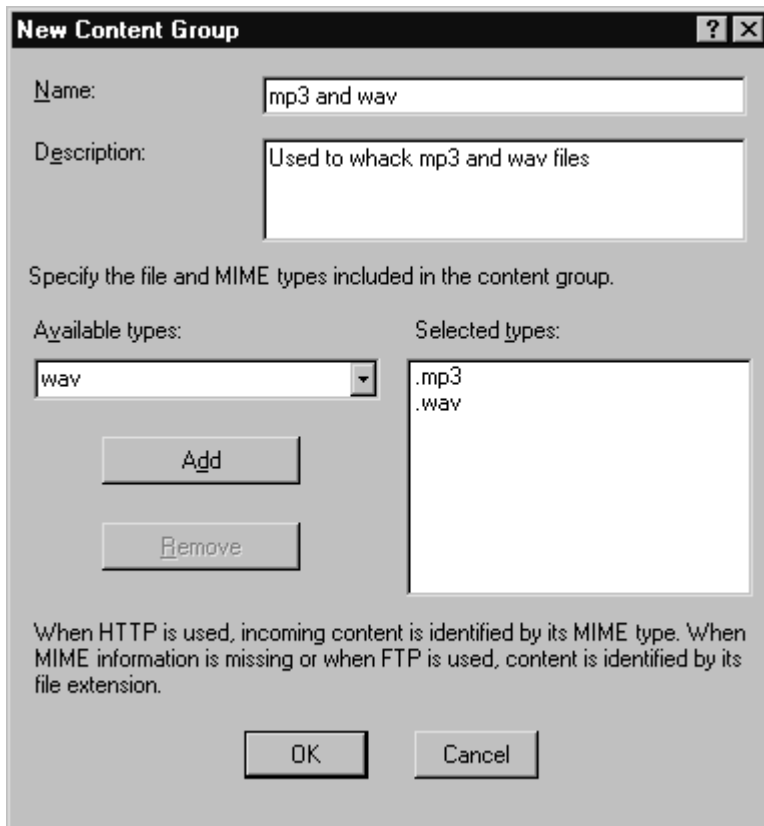 New Content Group
Name:
mp3 and wav
Description:
Used to whack mp3 and wav files
Specify the file and MIME types included in the content group.
Available types:
Selected types:
wav
.mp3
.wav
Add
Remove
When HTTP is used, incoming content is identified by its MIME type. When
MIME information is missing or when FTP is used, content is identified by its
file extension.
OK
Cancel